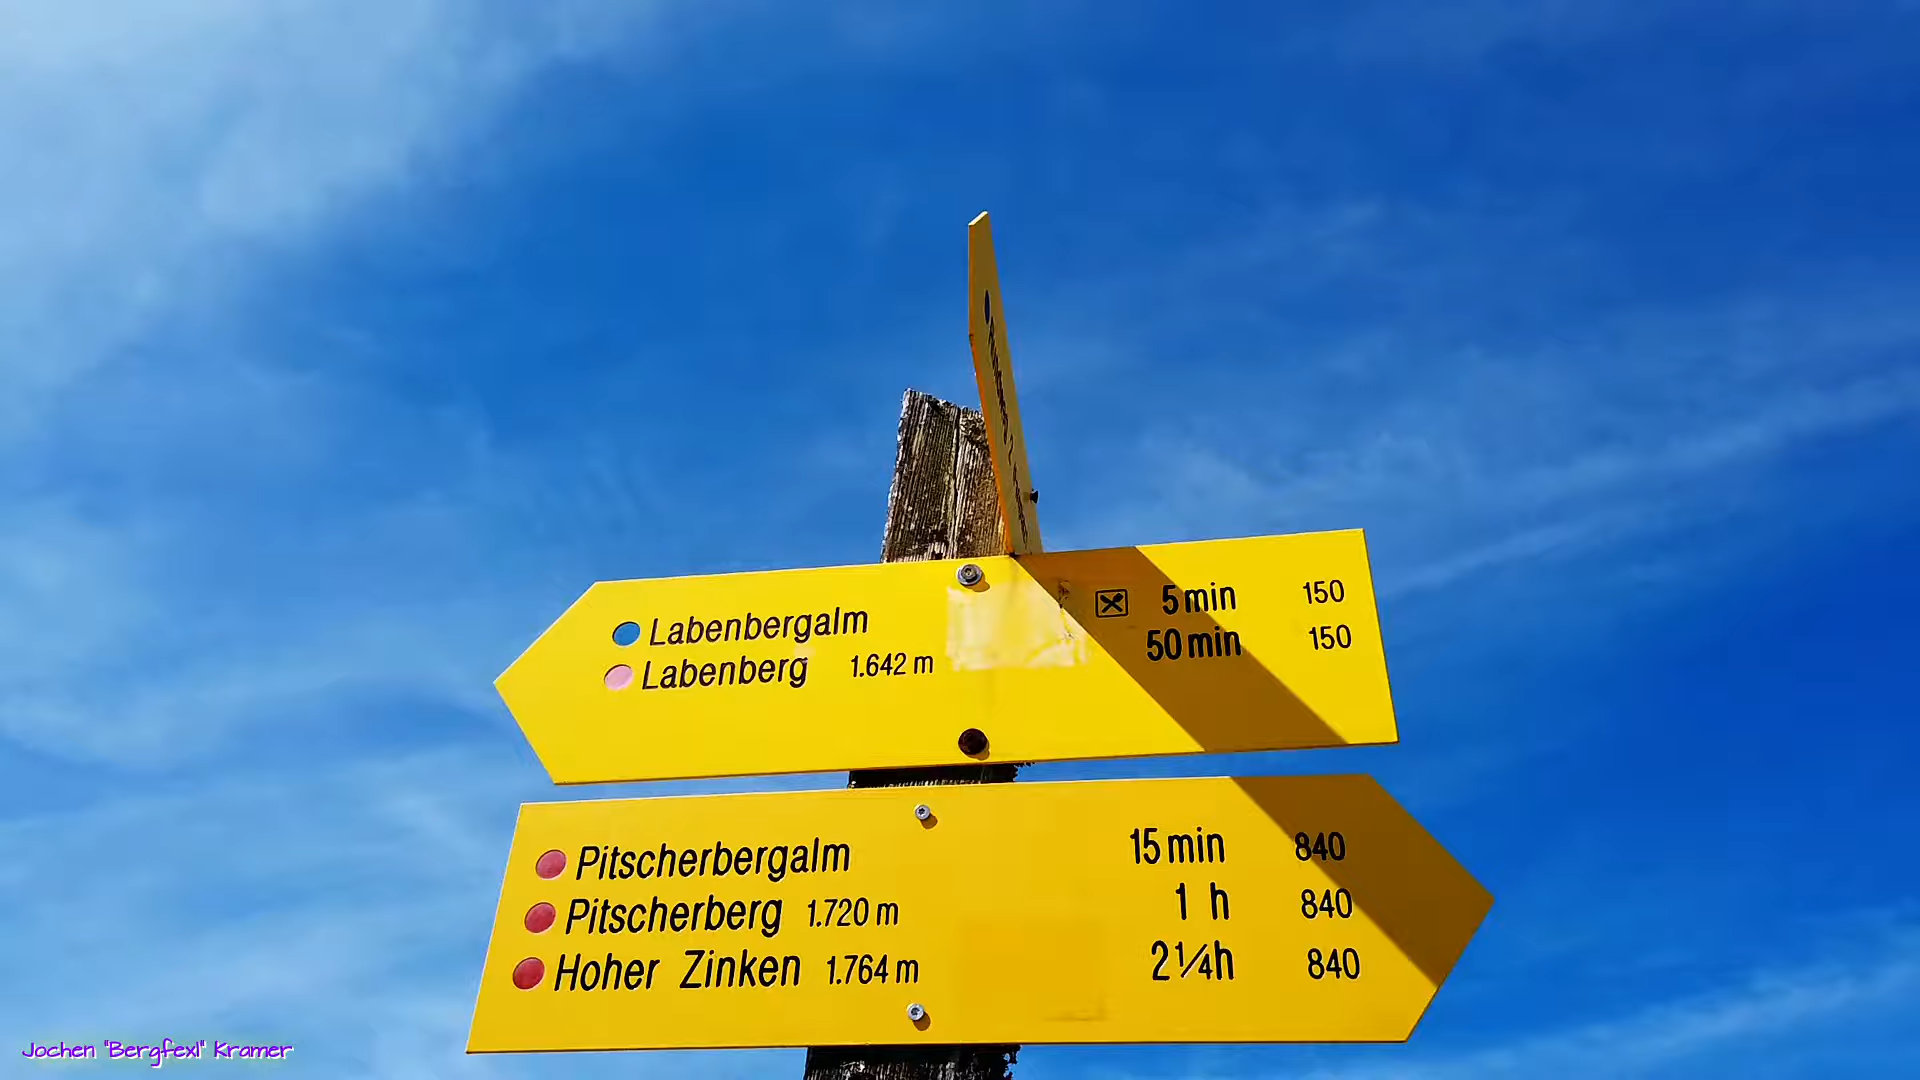 Labenbergalm 5 min 150
Labenberg 1.642 m 50 min 150
Pitscherbergalm 15 min 840
Pitscherberg 1.720 m 1 h 840
Hoher Zinken 1.764 m 2¼h 840
Jochen "Bergfexl" Kramer